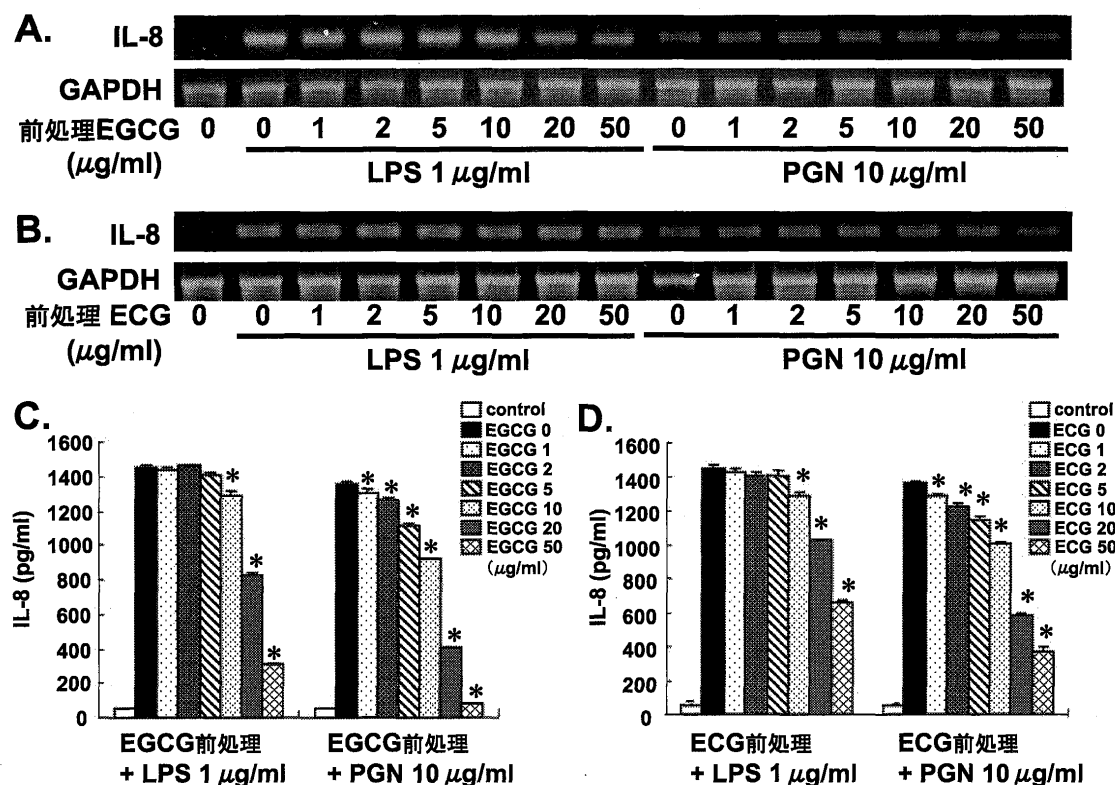 A.
IL-8
GAPDH
前処理EGCG 0 0 1 2 5 10 20 50 0 1 2 5 10 20 50
(μg/ml)
LPS 1 μg/ml PGN 10 μg/ml
B.
IL-8
GAPDH
前処理 ECG 0 0 1 2 5 10 20 50 0 1 2 5 10 20 50
(μg/ml)
LPS 1 μg/ml PGN 10 μg/ml
C.
control
EGCG 0
EGCG 1
EGCG 2
EGCG 5
EGCG 10
EGCG 20
EGCG 50
(μg/ml)
IL-8 (pg/ml)
1600
1400
1200
1000
800
600
400
200
0
* * * * * * * * *
EGCG前処理 EGCG前処理
+ LPS 1 μg/ml + PGN 10 μg/ml
D.
control
ECG 0
ECG 1
ECG 2
ECG 5
ECG 10
ECG 20
ECG 50
(μg/ml)
IL-8 (pg/ml)
1600
1400
1200
1000
800
600
400
200
0
* * * * * * * * *
ECG前処理 ECG前処理
+ LPS 1 μg/ml + PGN 10 μg/ml